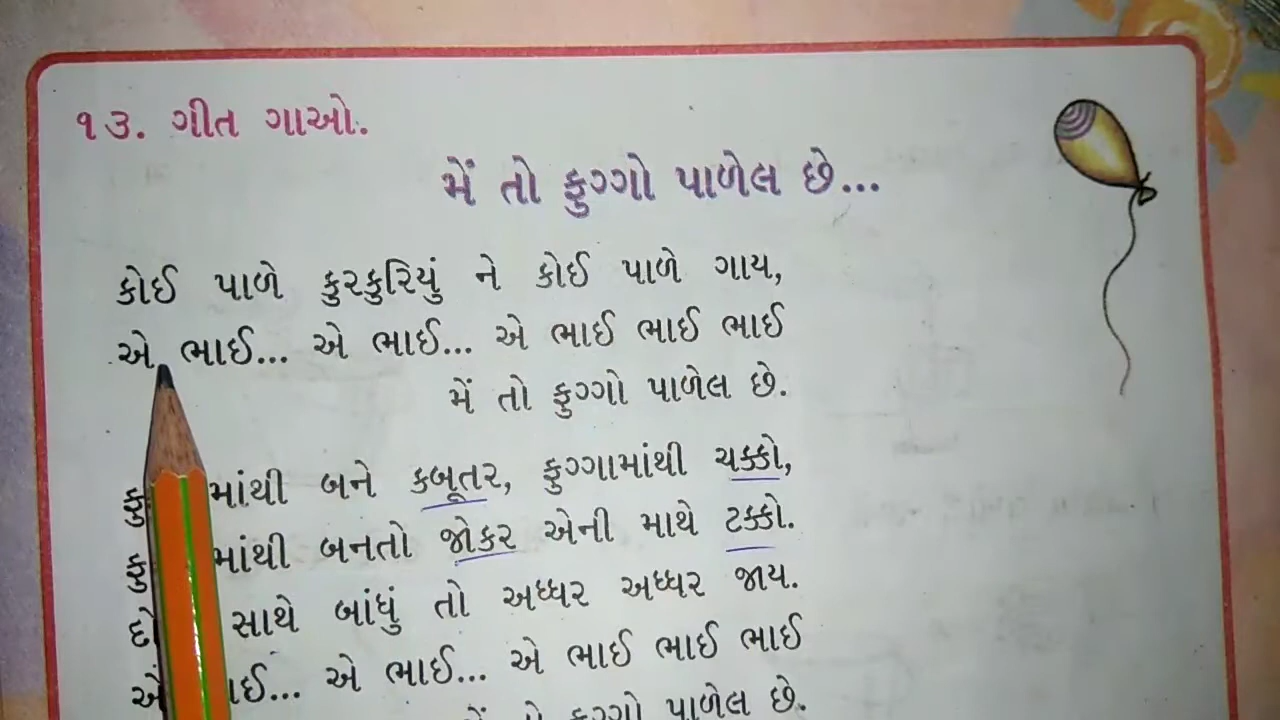 ૧૩. ગીત ગાઓ.
મેં તો ફુગ્ગો પાળેલ છે...
કોઈ પાળે કુરકુરિયું ને કોઈ પાળે ગાય,
એ ભાઈ... એ ભાઈ... એ ભાઈ ભાઈ ભાઈ
મેં તો ફુગ્ગો પાળેલ છે.
માંથી બને કબૂતર, ફુગ્ગામાંથી ચક્કો,
માંથી બનતો જોકર એની માથે ટક્કો.
સાથે બાંધું તો અધ્ધર અધ્ધર જાય.
એ ભાઈ... એ ભાઈ ભાઈ ભાઈ
ફુગ્ગો પાળેલ છે.